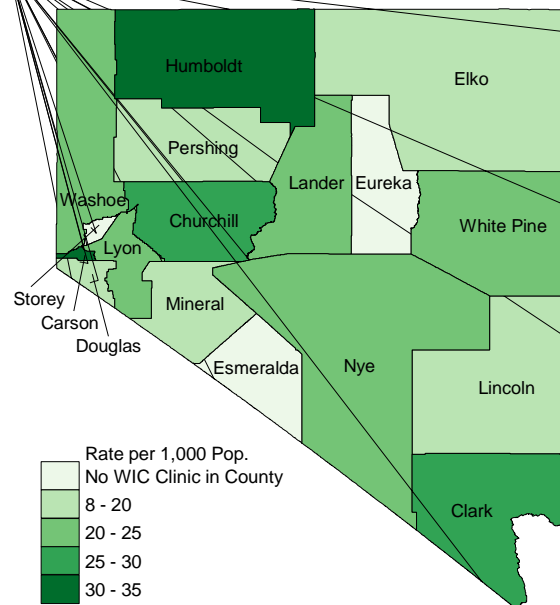 Humboldt
Elko
Pershing
Lander
Eureka
Washoe
Churchill
White Pine
Lyon
Storey
Carson
Douglas
Mineral
Esmeralda
Nye
Lincoln
Clark
Rate per 1,000 Pop.
No WIC Clinic in County
8 - 20
20 - 25
25 - 30
30 - 35